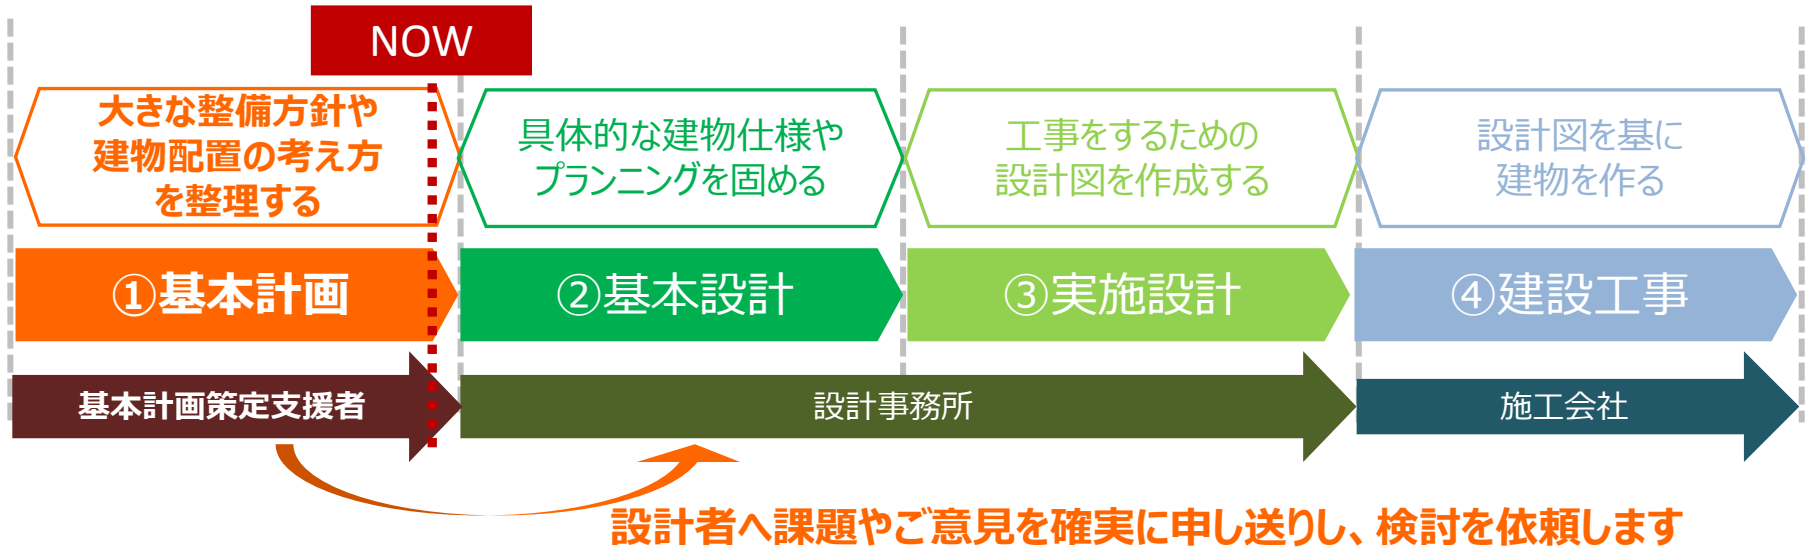 NOW
大きな整備方針や
建物配置の考え方
を整理する
具体的な建物仕様や
プランニングを固める
工事をするための
設計図を作成する
設計図を基に
建物を作る
①基本計画
②基本設計
③実施設計
④建設工事
基本計画策定支援者
設計事務所
施工会社
設計者へ課題やご意見を確実に申し送りし、検討を依頼します